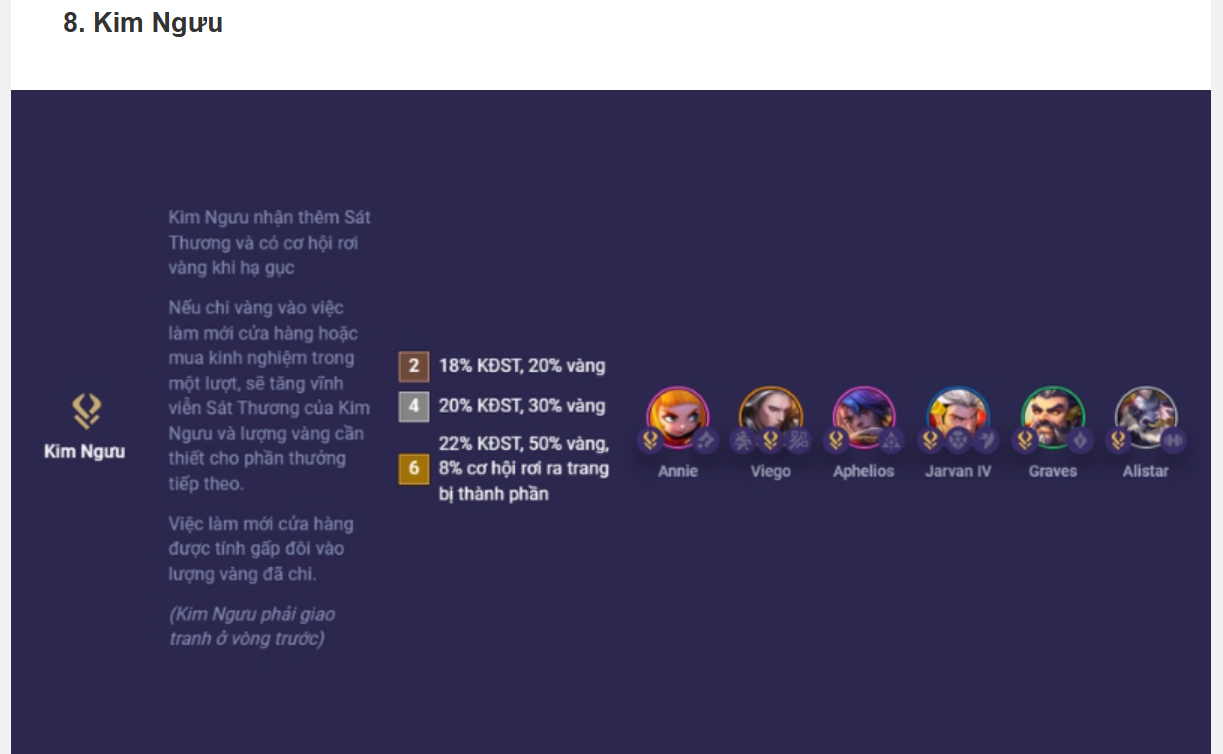 8. Kim Ngưu
Kim Ngưu
Kim Ngưu nhận thêm Sát
Thương và có cơ hội rơi
vàng khi hạ gục
Nếu chi vàng vào việc
làm mới cửa hàng hoặc
mua kinh nghiệm trong
một lượt, sẽ tăng vĩnh
viễn Sát Thương của Kim
Ngưu và lượng vàng cần
thiết cho phần thưởng
tiếp theo.
Việc làm mới cửa hàng
được tính gấp đôi vào
lượng vàng đã chi.
(Kim Ngưu phải giao
tranh ở vòng trước)
2 18% KĐST, 20% vàng
4 20% KĐST, 30% vàng
6 22% KĐST, 50% vàng,
8% cơ hội rơi ra trang
bị thành phần
Annie
Viego
Aphelios
Jarvan IV
Graves
Alistar